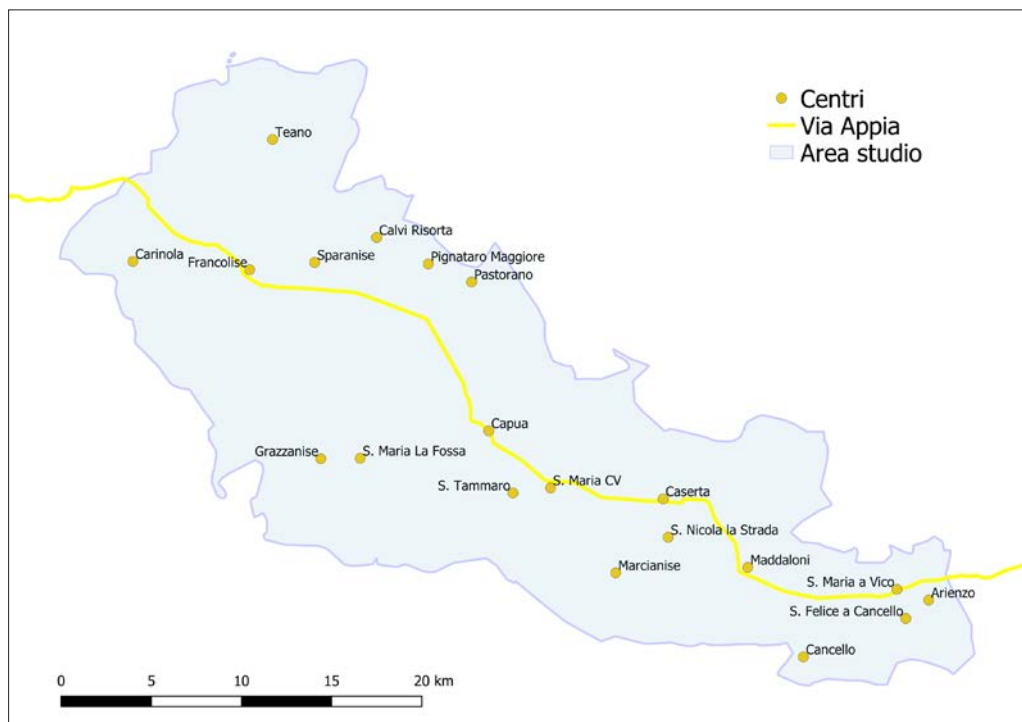 Centri
Via Appia
Area studio
Teano
Calvi Risorta
Carinola
Francolise
Sparanise
Pignataro Maggiore
Pastorano
Capua
Grazzanise
S. Maria La Fossa
S. Tammaro
S. Maria CV
Caserta
S. Nicola la Strada
Marcianise
Maddaloni
S. Maria a Vico
Arienzo
S. Felice a Cancello
Cancello
0 5 10 15 20 km